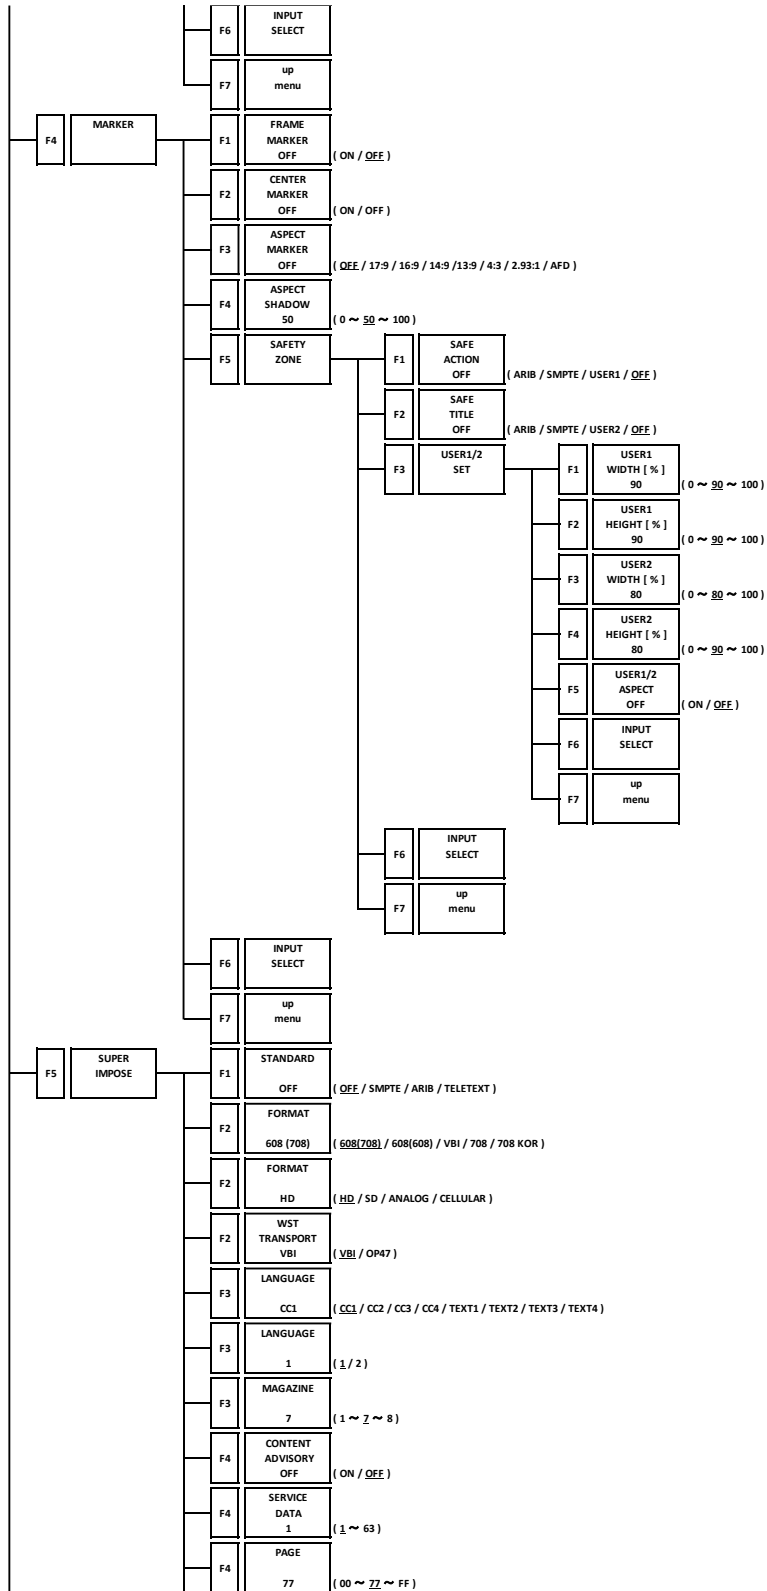 F6
INPUT
SELECT
F7
up
menu
F4
MARKER
F1
FRAME
MARKER
OFF
( ON / OFF )
F2
CENTER
MARKER
OFF
( ON / OFF )
F3
ASPECT
MARKER
OFF
( OFF / 17:9 / 16:9 / 14:9 /13:9 / 4:3 / 2.93:1 / AFD )
F4
ASPECT
SHADOW
50
( 0 ~ 50 ~ 100 )
F5
SAFETY
ZONE
F1
SAFE
ACTION
OFF
( ARIB / SMPTE / USER1 / OFF )
F2
SAFE
TITLE
OFF
( ARIB / SMPTE / USER2 / OFF )
F3
USER1/2
SET
F1
USER1
WIDTH [ % ]
90
( 0 ~ 90 ~ 100 )
F2
USER1
HEIGHT [ % ]
90
( 0 ~ 90 ~ 100 )
F3
USER2
WIDTH [ % ]
80
( 0 ~ 80 ~ 100 )
F4
USER2
HEIGHT [ % ]
80
( 0 ~ 90 ~ 100 )
F5
USER1/2
ASPECT
OFF
( ON / OFF )
F6
INPUT
SELECT
F7
up
menu
F6
INPUT
SELECT
F7
up
menu
F6
INPUT
SELECT
F7
up
menu
F5
SUPER
IMPOSE
F1
STANDARD
OFF
( OFF / SMPTE / ARIB / TELETEXT )
F2
FORMAT
608 (708)
( 608(708) / 608(608) / VBI / 708 / 708 KOR )
F2
FORMAT
HD
( HD / SD / ANALOG / CELLULAR )
F2
WST
TRANSPORT
VBI
( VBI / OP47 )
F3
LANGUAGE
CC1
( CC1 / CC2 / CC3 / CC4 / TEXT1 / TEXT2 / TEXT3 / TEXT4 )
F3
LANGUAGE
1
( 1 / 2 )
F3
MAGAZINE
7
( 1 ~ 7 ~ 8 )
F4
CONTENT
ADVISORY
OFF
( ON / OFF )
F4
SERVICE
DATA
1
( 1 ~ 63 )
F4
PAGE
77
( 00 ~ 77 ~ FF )